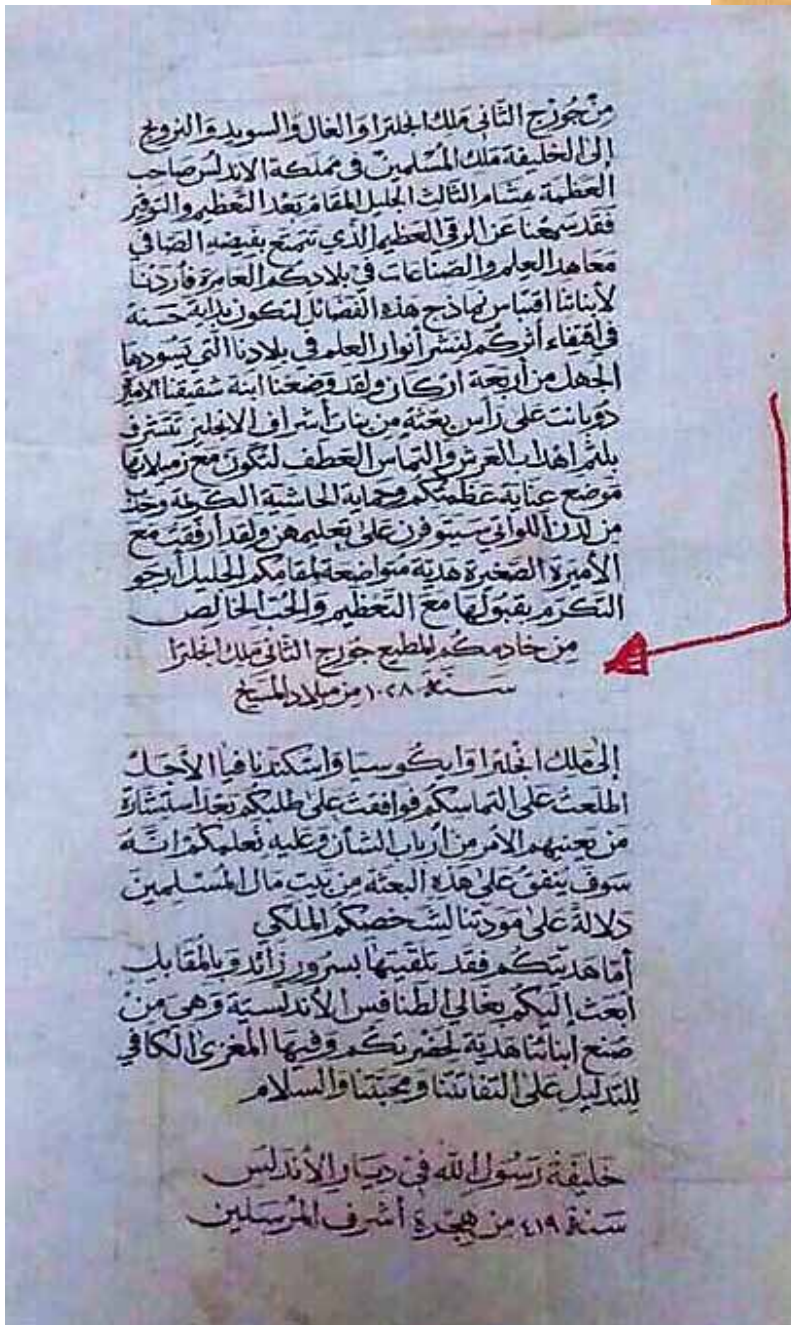 من جورج الثاني ملك انجلترا والغال والسويد والنرويج
إلى الخليفة ملك المسلمين في مملكة الاندلس صاحب
العظمة هشام الثالث الجليل المقام بعد التعظيم والتوقير
فقد سمعنا عن الرقي العظيم الذي تتمتع بفيضه الصافي
معاهد العلم والصناعات في بلادكم العامرة فأردنا
لأبنائنا اقتباس نماذج هذه الفضائل لتكون بداية حسنة
في اقتفاء أثركم لنشر أنوار العلم في بلادنا التي يسودها
الجهل من أربعة اركان ولقد وضعنا ابنة شقيقنا الأميرة
دوبانت على رأس بعثة من بنات أشراف الانجليز تتشرف
بلثم اهداب العرش والتماس العطف لتكون مع زميلاتها
موضع عناية عظمتكم وحماية الحاشية الكريمة وحدب
من لدن اللواتي سيتوفرن على تعليمهن ولقد أرفقت مع
الأميرة الصغيرة هدية متواضعة لمقامكم الجليل أرجو
التكرم بقبولها مع التعظيم والحب الخالص
من خادمكم المطيع جورج الثاني ملك انجلترا
سنة ١٠٢٨ من ميلاد المسيح
إلى ملك انجلترا وايكوسيا واسكندنافيا الأجل
اطلعت على التماسكم فوافقت على طلبكم بعد استشارة
من يعنيهم الأمر من أرباب الشأن وعليه نعلمكم انه
سوف ينفق على هذه البعثة من بيت مال المسلمين
دلالة على مودتنا لشخصكم الملكي
أما هديتكم فقد تلقيتها بسرور زائد وبالمقابل
أبعث إليكم بغالي الطنافس الأندلسية وهي من
صنع ابنائنا هدية لحضرتكم وفيها المغزى الكافي
للتدليل على التفاتتنا ومحبتنا والسلام
خليفة رسول الله في ديار الأندلس
سنة ٤١٩ من هجرة أشرف المرسلين